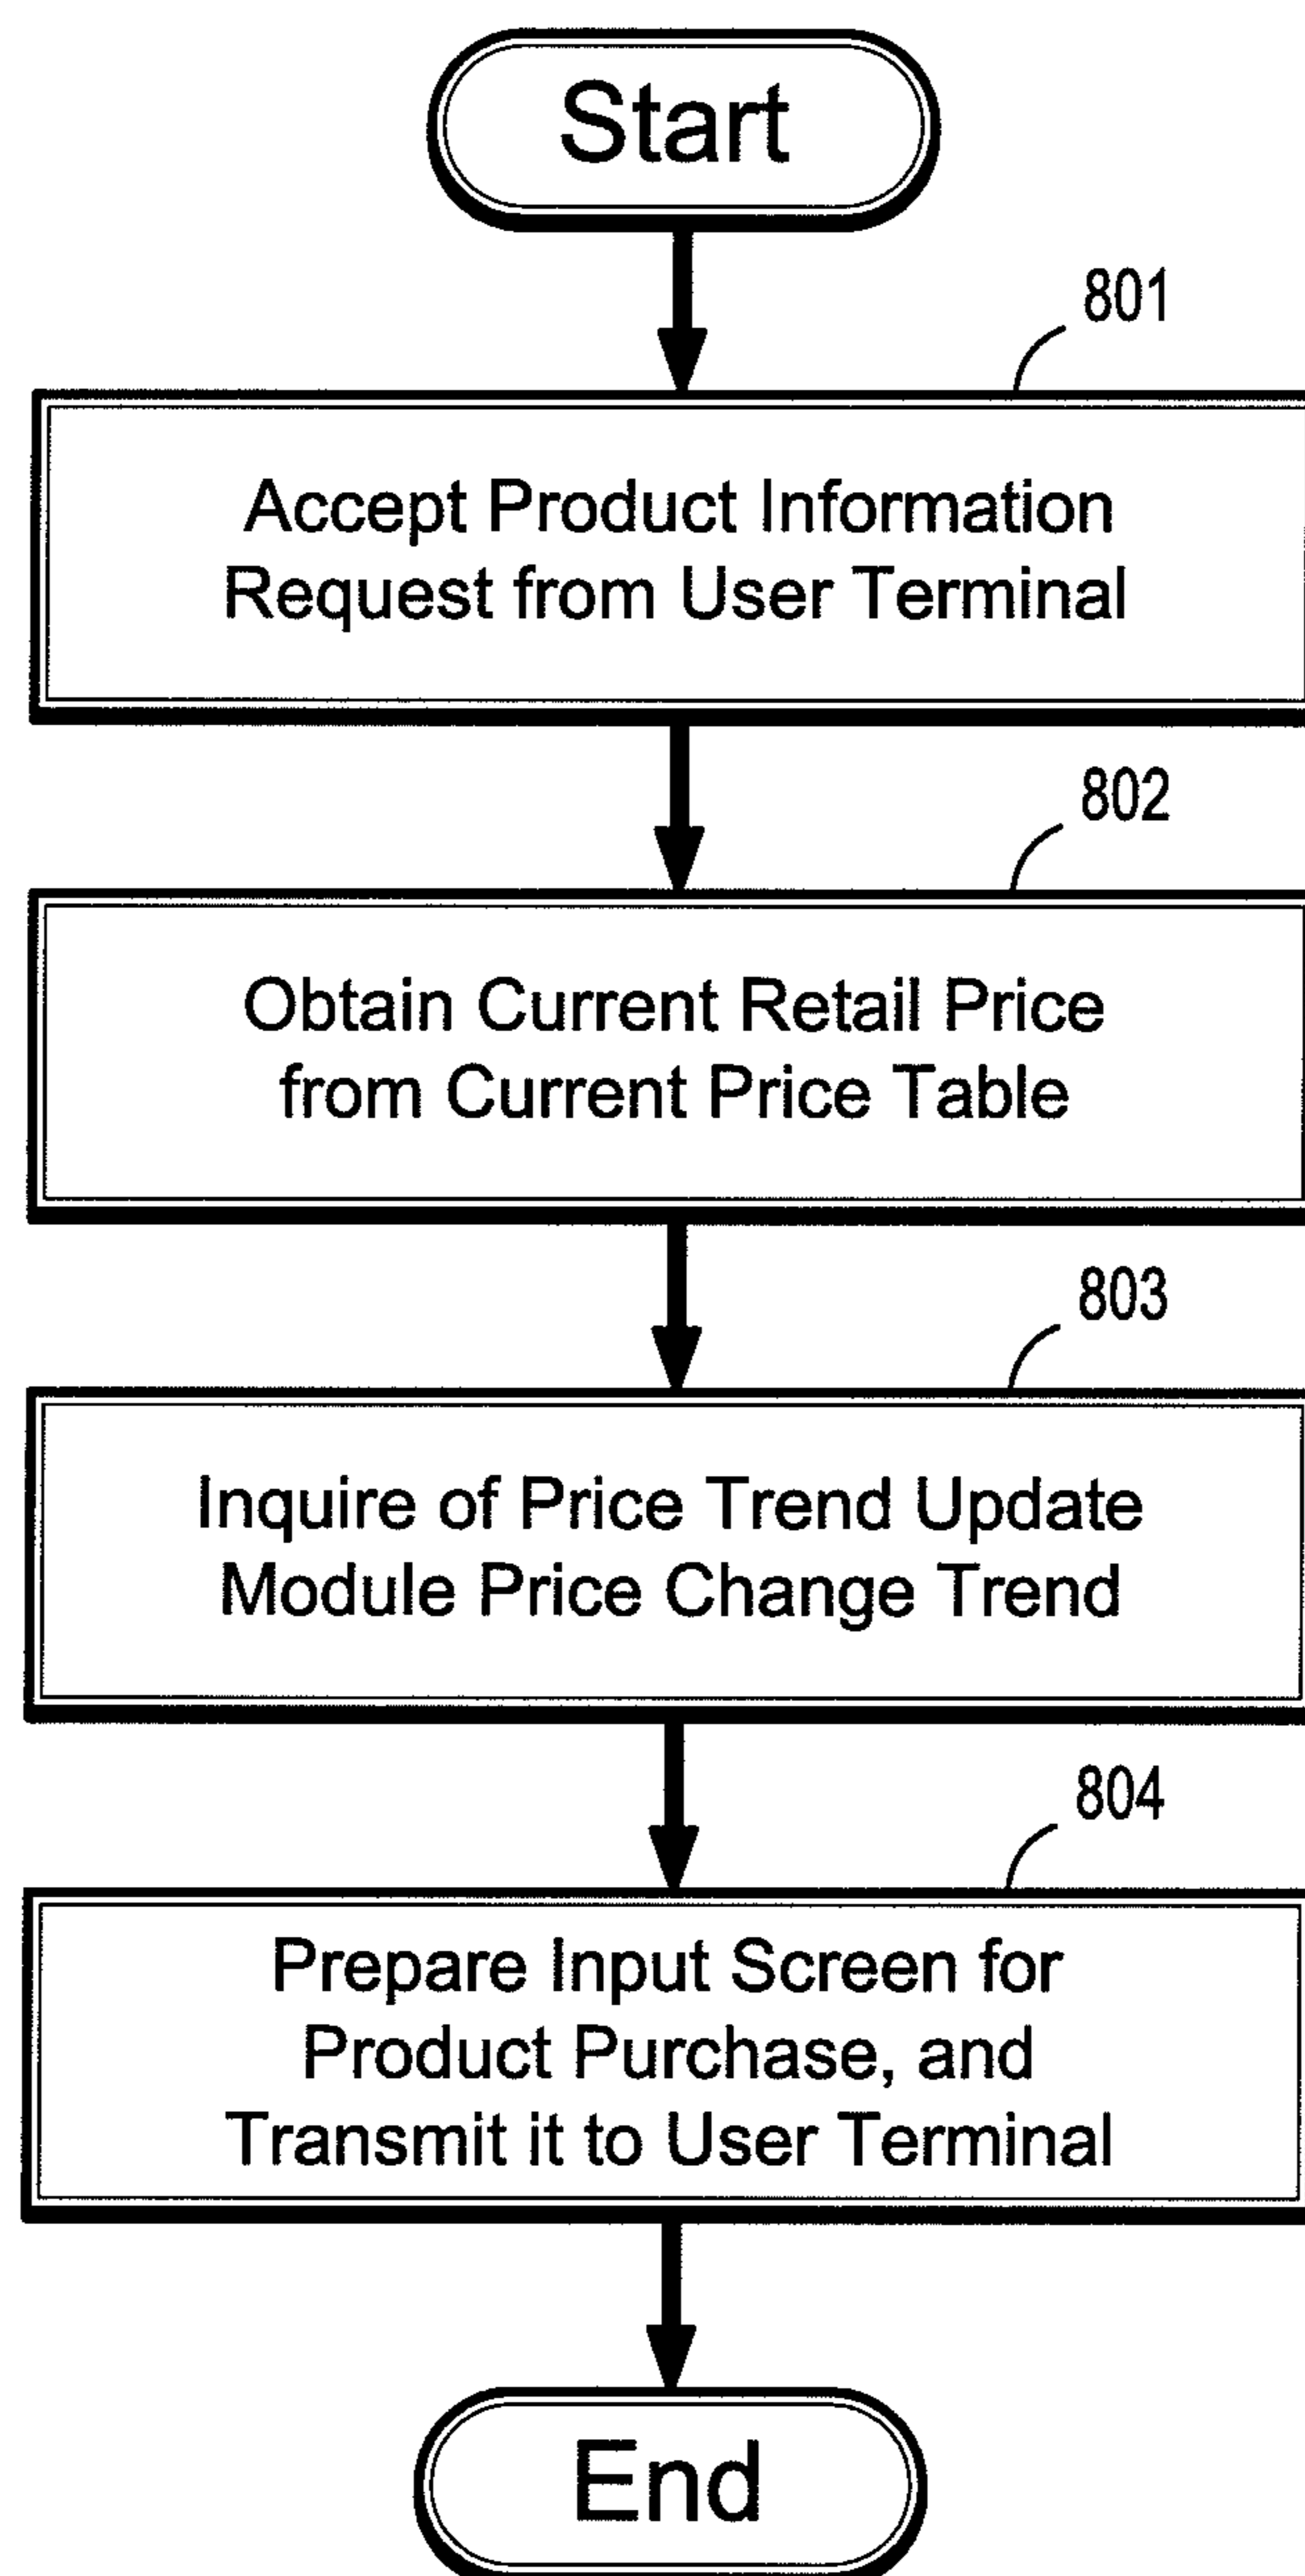 Start
801
Accept Product Information
Request from User Terminal
802
Obtain Current Retail Price
from Current Price Table
803
Inquire of Price Trend Update
Module Price Change Trend
804
Prepare Input Screen for
Product Purchase, and
Transmit it to User Terminal
End